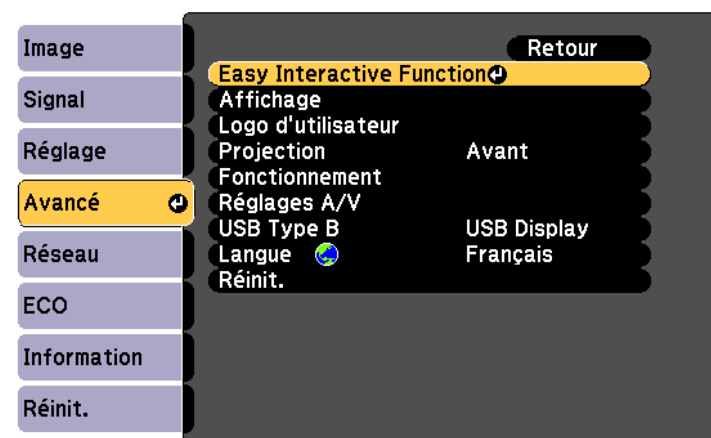 Image
Signal
Réglage
Avancé
Réseau
ECO
Information
Réinit.
Retour
Easy Interactive Function
Affichage
Logo d'utilisateur
Projection Avant
Fonctionnement
Réglages A/V
USB Type B USB Display
Langue Français
Réinit.